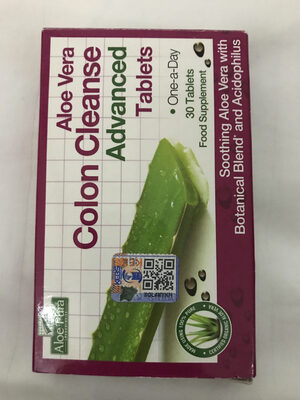 Aloe Vera
Colon Cleanse
Advanced
Tablets
• One-a-Day
30 Tablets
Food Supplement
Soothing Aloe Vera with
Botanical Blend* and Acidophilus
Aloe Pura